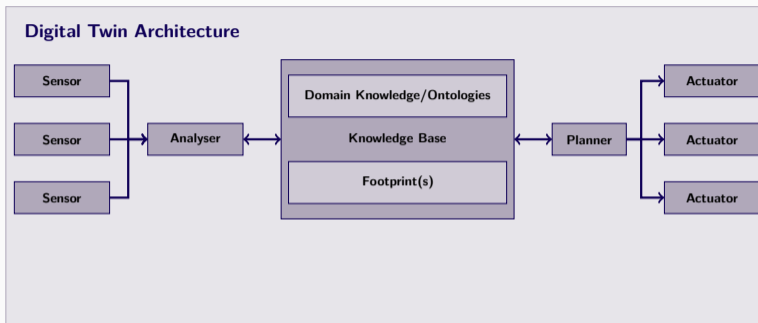 Digital Twin Architecture
Sensor
Sensor
Sensor
Analyser
Domain Knowledge/Ontologies
Knowledge Base
Footprint(s)
Planner
Actuator
Actuator
Actuator